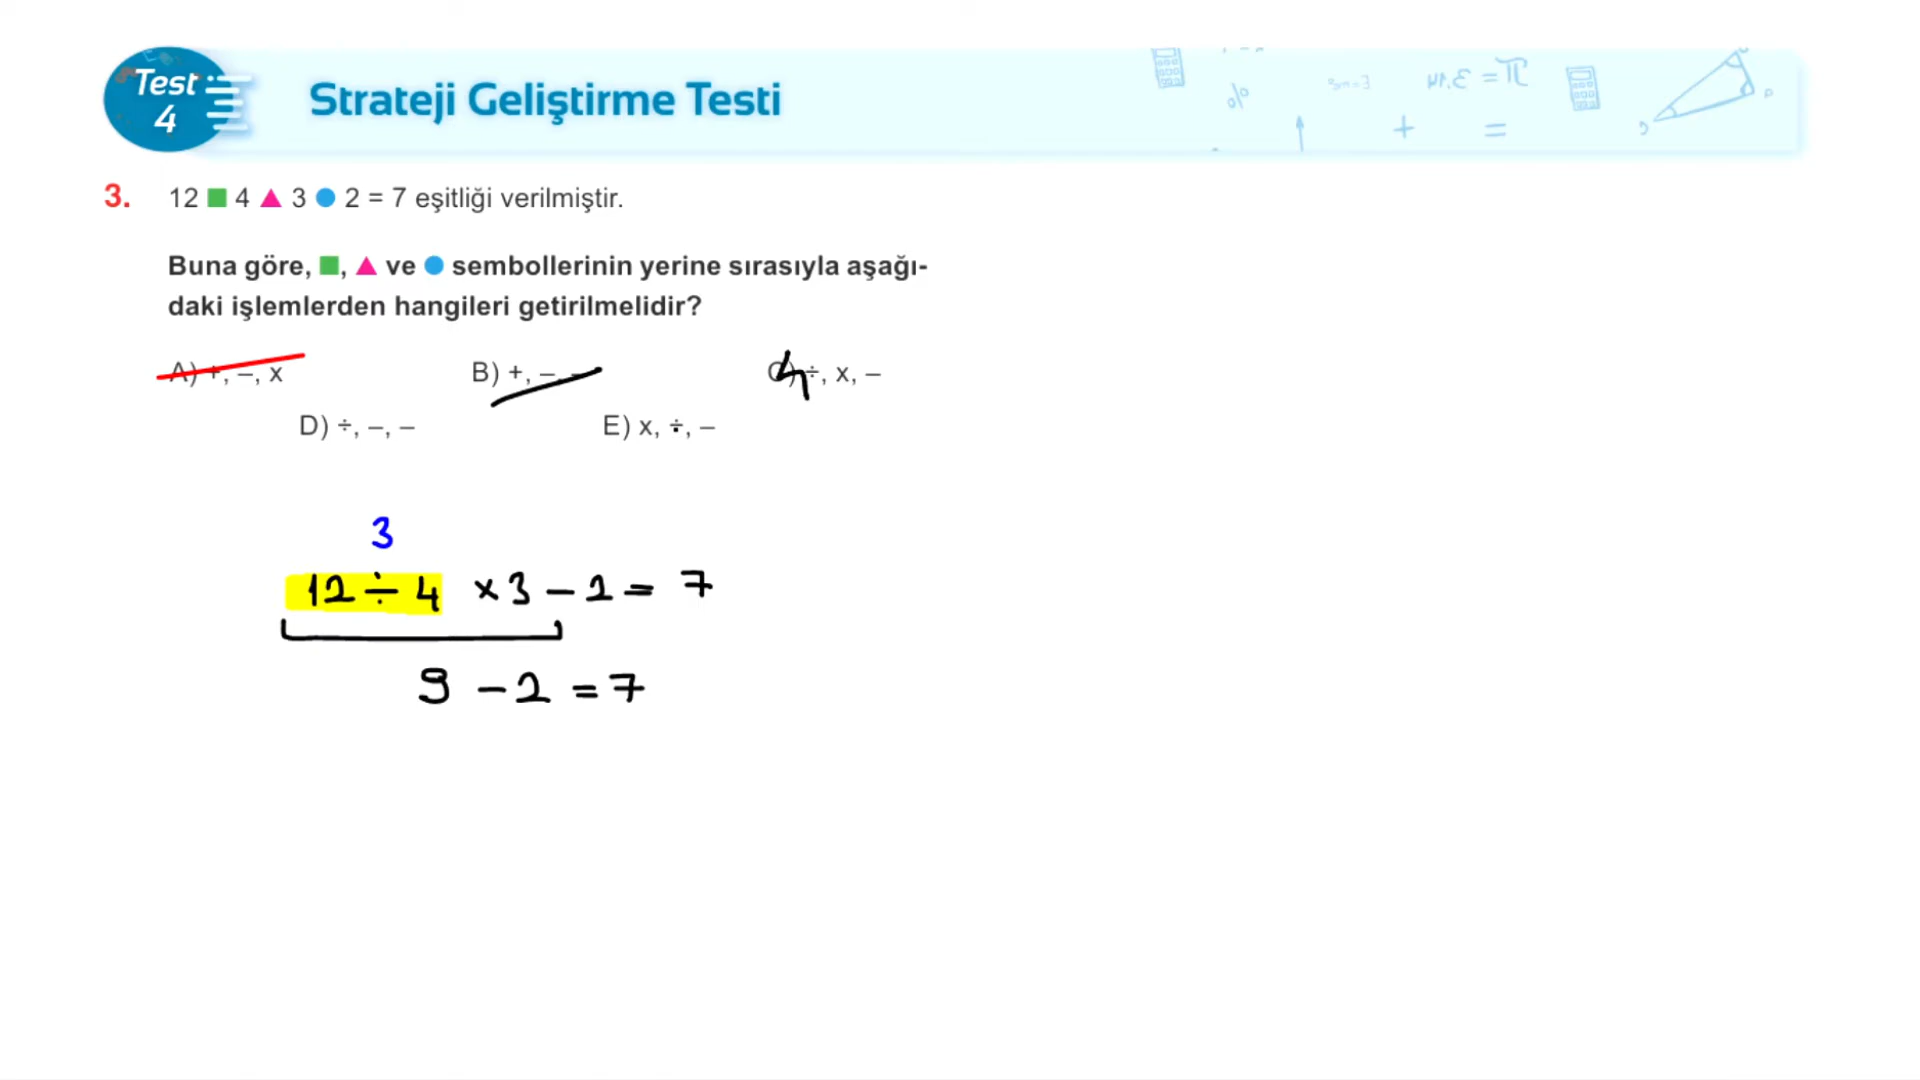 Test
4
Strateji Geliştirme Testi
3. 12 ■ 4 ▲ 3 ● 2 = 7 eşitliği verilmiştir.
Buna göre, ■, ▲ ve ● sembollerinin yerine sırasıyla aşağı-
daki işlemlerden hangileri getirilmelidir?
A) +, –, x B) +, –, – C) ÷, x, –
D) ÷, –, – E) x, ÷, –
3
12 ÷ 4 × 3 – 2 = 7
9 – 2 = 7